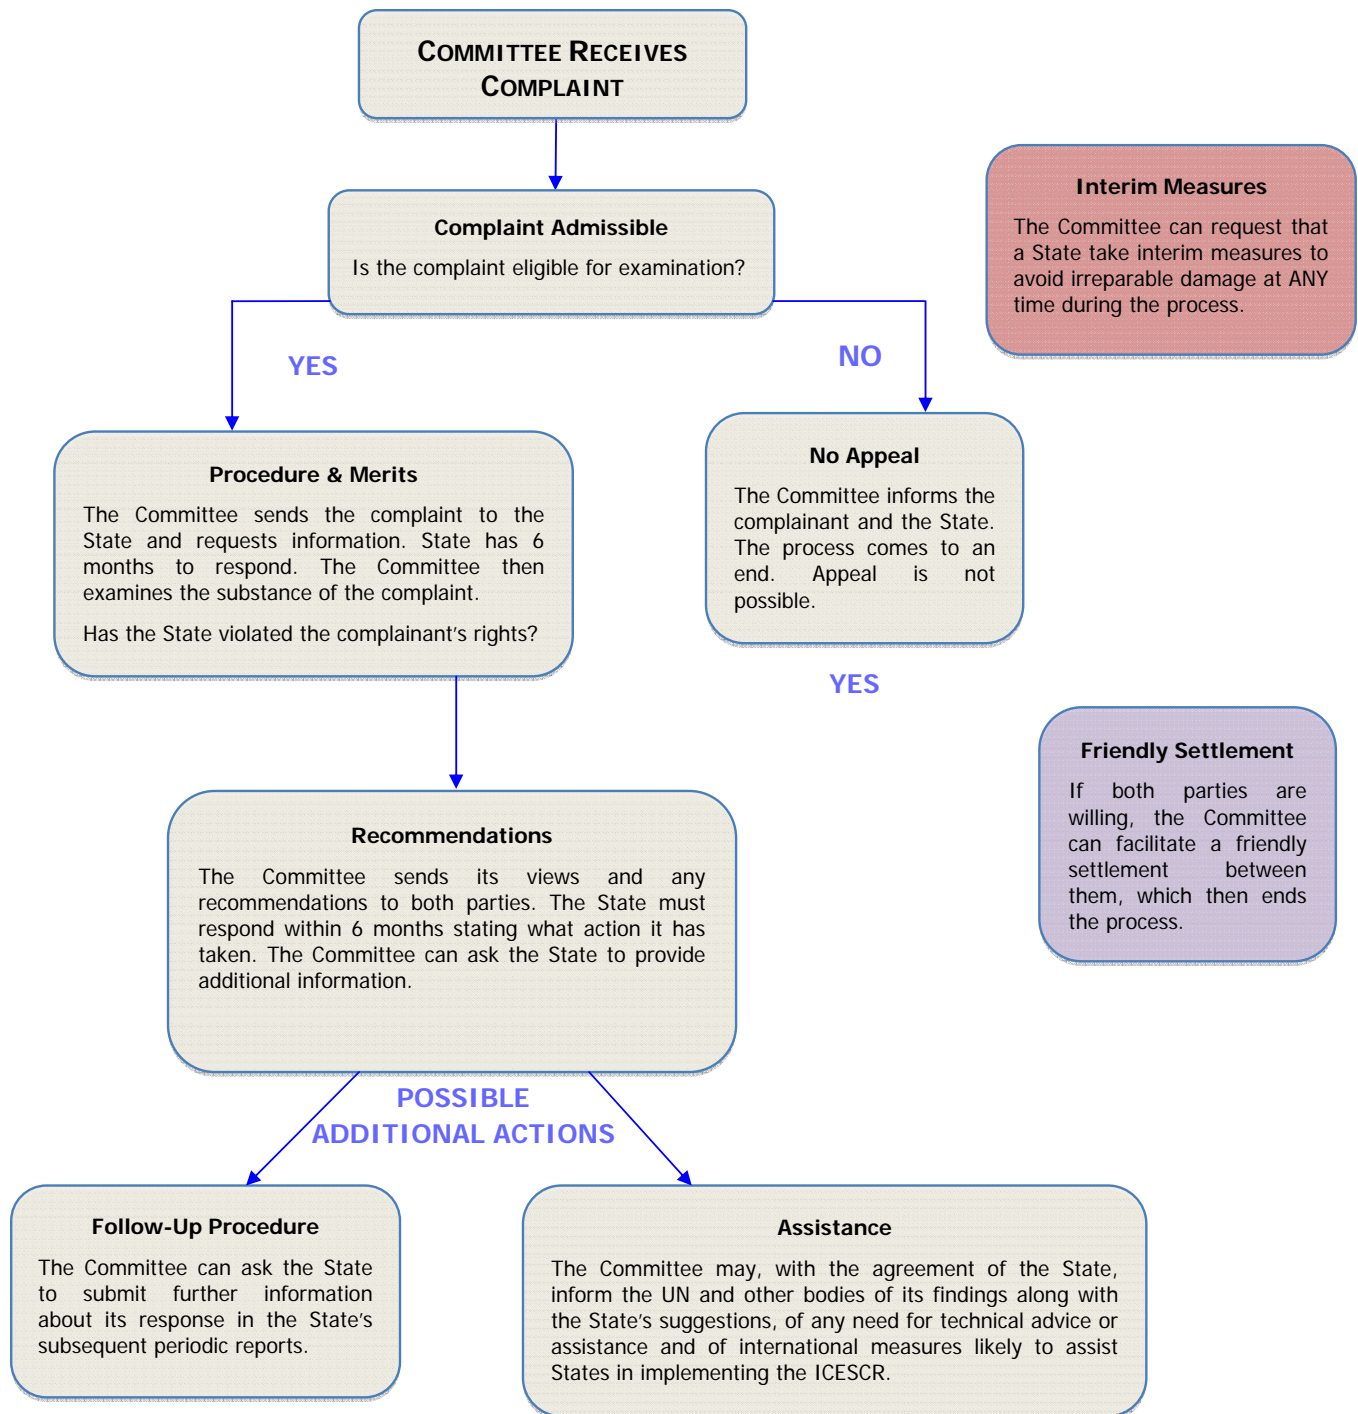 COMMITTEE RECEIVES
COMPLAINT
Complaint Admissible
Is the complaint eligible for examination?
Interim Measures
The Committee can request that
a State take interim measures to
avoid irreparable damage at ANY
time during the process.
YES
NO
Procedure & Merits
The Committee sends the complaint to the
State and requests information. State has 6
months to respond. The Committee then
examines the substance of the complaint.
Has the State violated the complainant's rights?
No Appeal
The Committee informs the
complainant and the State.
The process comes to an
end. Appeal is not
possible.
YES
Friendly Settlement
If both parties are
willing, the Committee
can facilitate a friendly
settlement between
them, which then ends
the process.
Recommendations
The Committee sends its views and any
recommendations to both parties. The State must
respond within 6 months stating what action it has
taken. The Committee can ask the State to provide
additional information.
POSSIBLE
ADDITIONAL ACTIONS
Follow-Up Procedure
The Committee can ask the State
to submit further information
about its response in the State's
subsequent periodic reports.
Assistance
The Committee may, with the agreement of the State,
inform the UN and other bodies of its findings along with
the State's suggestions, of any need for technical advice or
assistance and of international measures likely to assist
States in implementing the ICESCR.